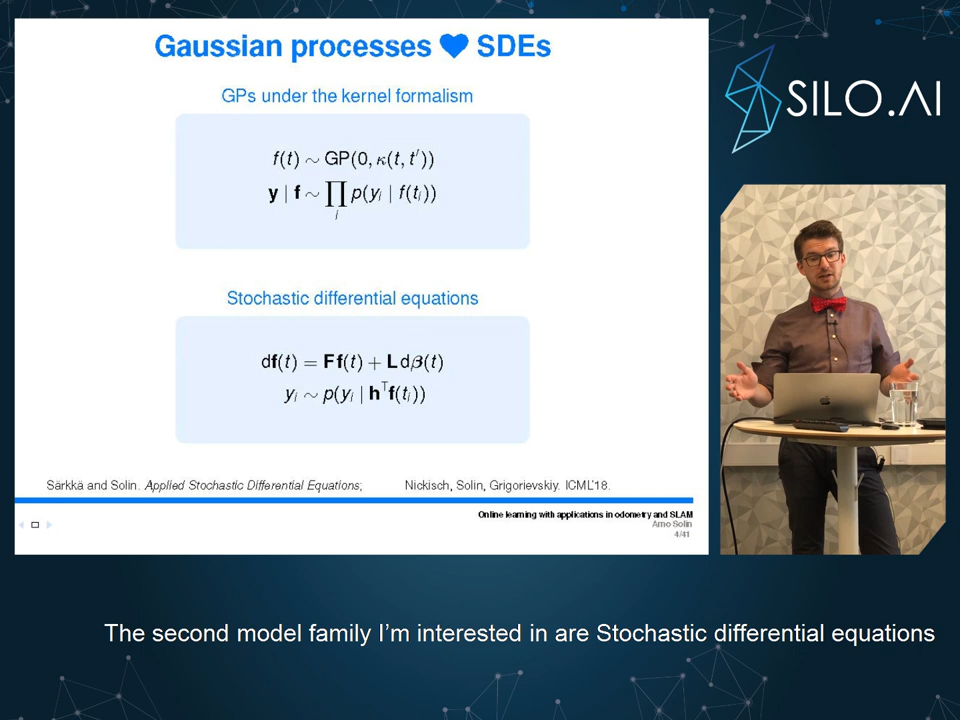 Gaussian processes ♥ SDEs
GPs under the kernel formalism
f(t) ∼ GP(0, κ(t, t′))
y | f ∼ ∏ᵢ p(yᵢ | f(tᵢ))
Stochastic differential equations
df(t) = F f(t) + L dβ(t)
yᵢ ∼ p(yᵢ | hᵀf(tᵢ))
Särkkä and Solin. Applied Stochastic Differential Equations; Nickisch, Solin, Grigorievskiy. ICML'18.
Online learning with applications in odometry and SLAM
Arno Solin
4/41
SILO.AI
The second model family I'm interested in are Stochastic differential equations